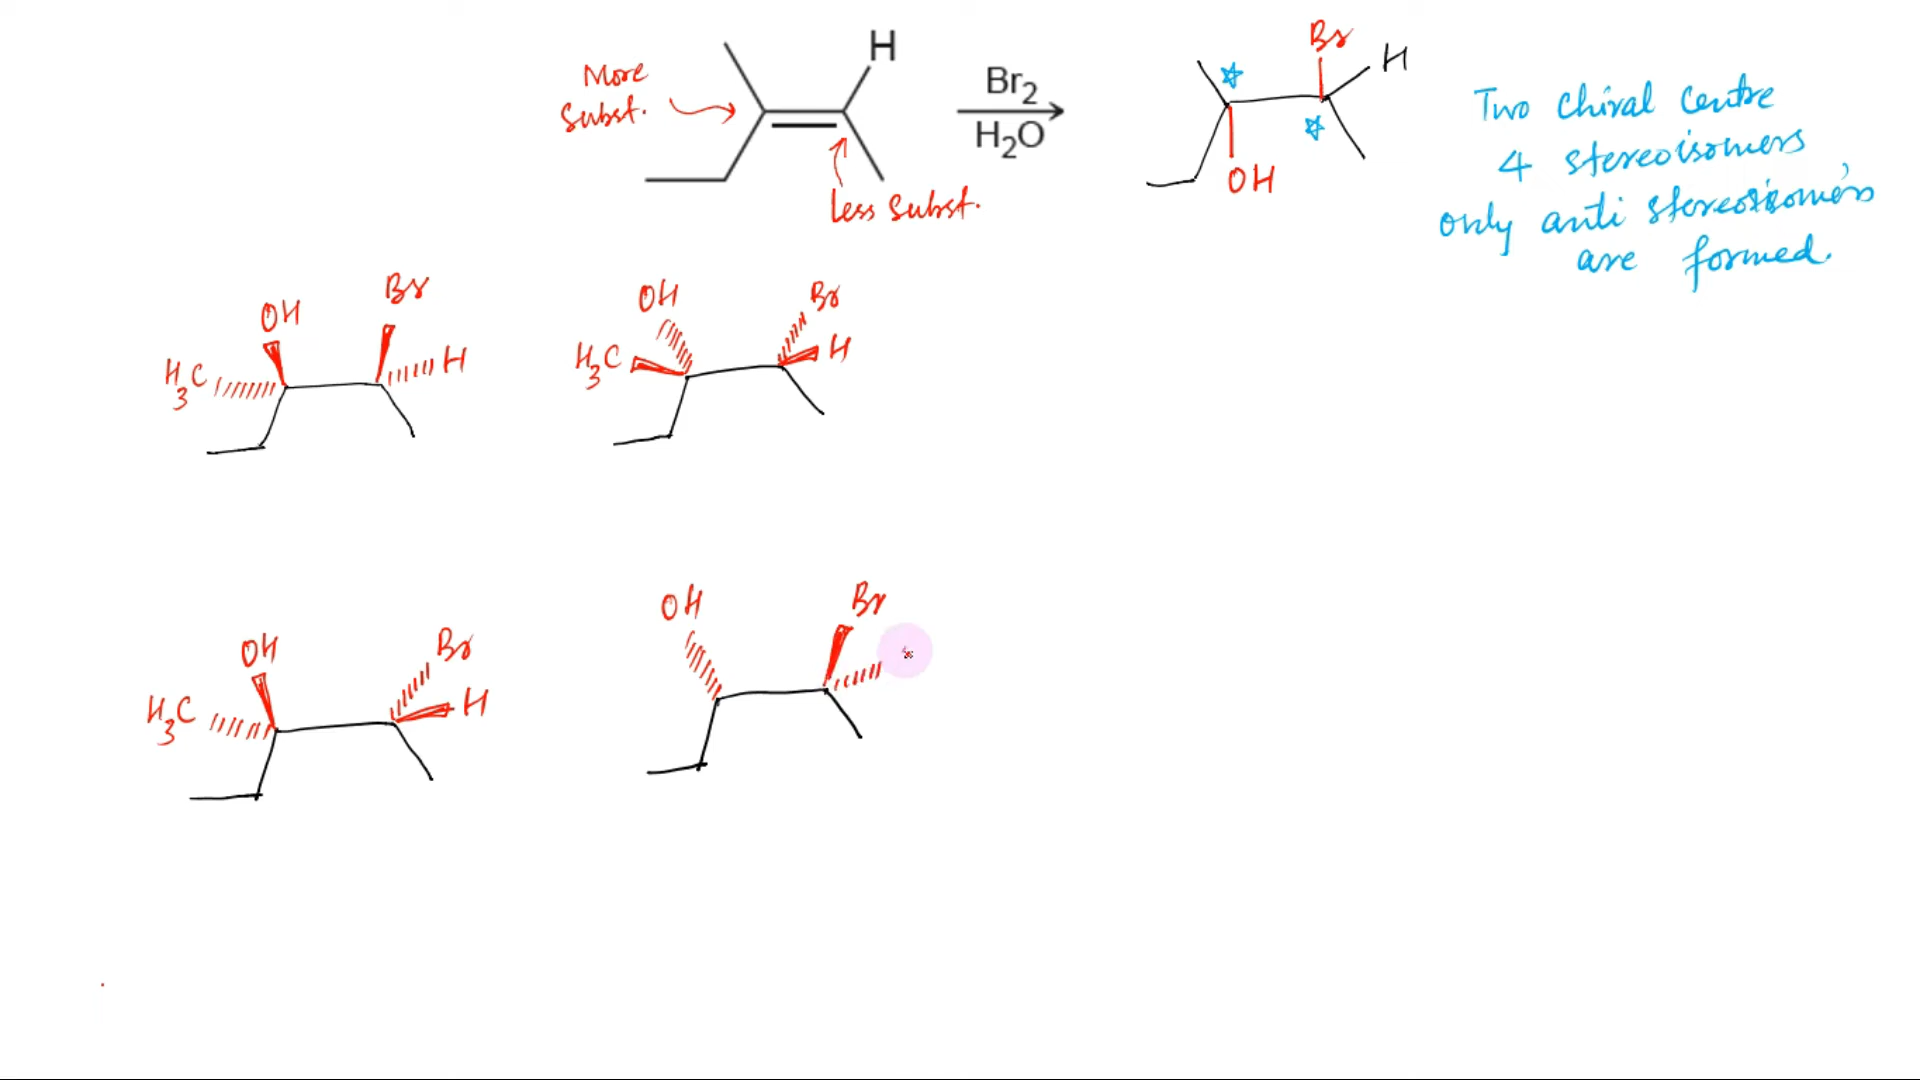 H
More
Subst.
Br2
H2O
less Subst.
Br
H
OH
Two Chiral Centre
4 stereoisomers
only anti stereoisomers
are formed.
OH
Br
H3C
H
OH
Br
H3C
H
OH
Br
H3C
H
OH
Br